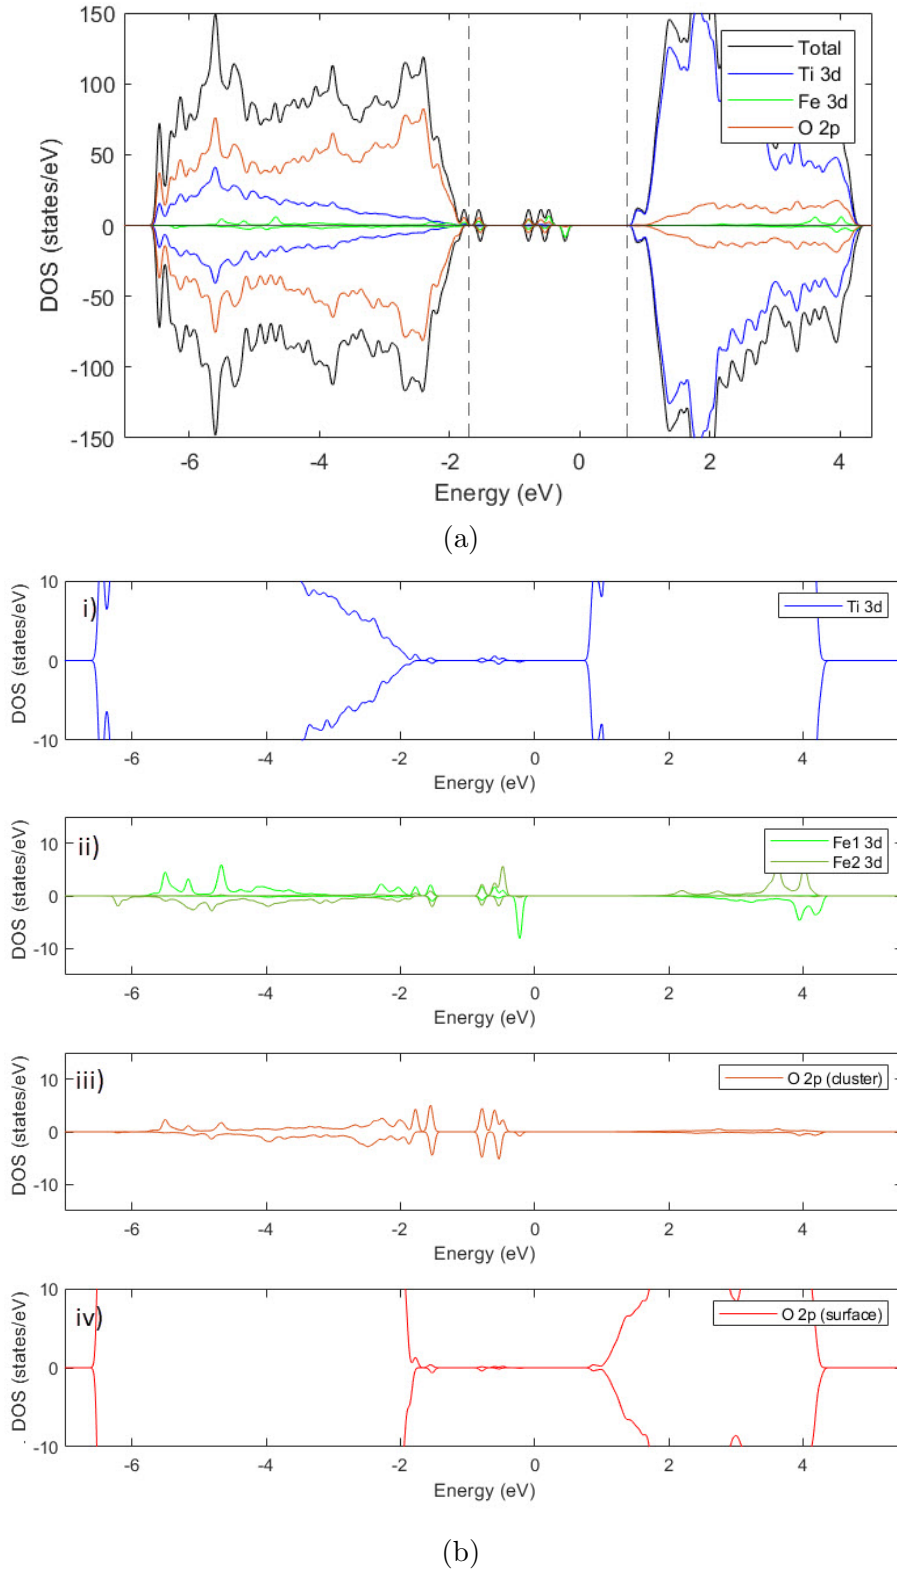 150
100
50
0
-50
-100
-150
DOS (states/eV)
Total
Ti 3d
Fe 3d
O 2p
-6 -4 -2 0 2 4
Energy (eV)
(a)
i)
10
0
-10
DOS (states/eV)
Ti 3d
-6 -4 -2 0 2 4
Energy (eV)
ii)
10
0
-10
DOS (states/eV)
Fe1 3d
Fe2 3d
-6 -4 -2 0 2 4
Energy (eV)
iii)
10
0
-10
DOS (states/eV)
O 2p (cluster)
-6 -4 -2 0 2 4
Energy (eV)
iv)
10
0
-10
DOS (states/eV)
O 2p (surface)
-6 -4 -2 0 2 4
Energy (eV)
(b)